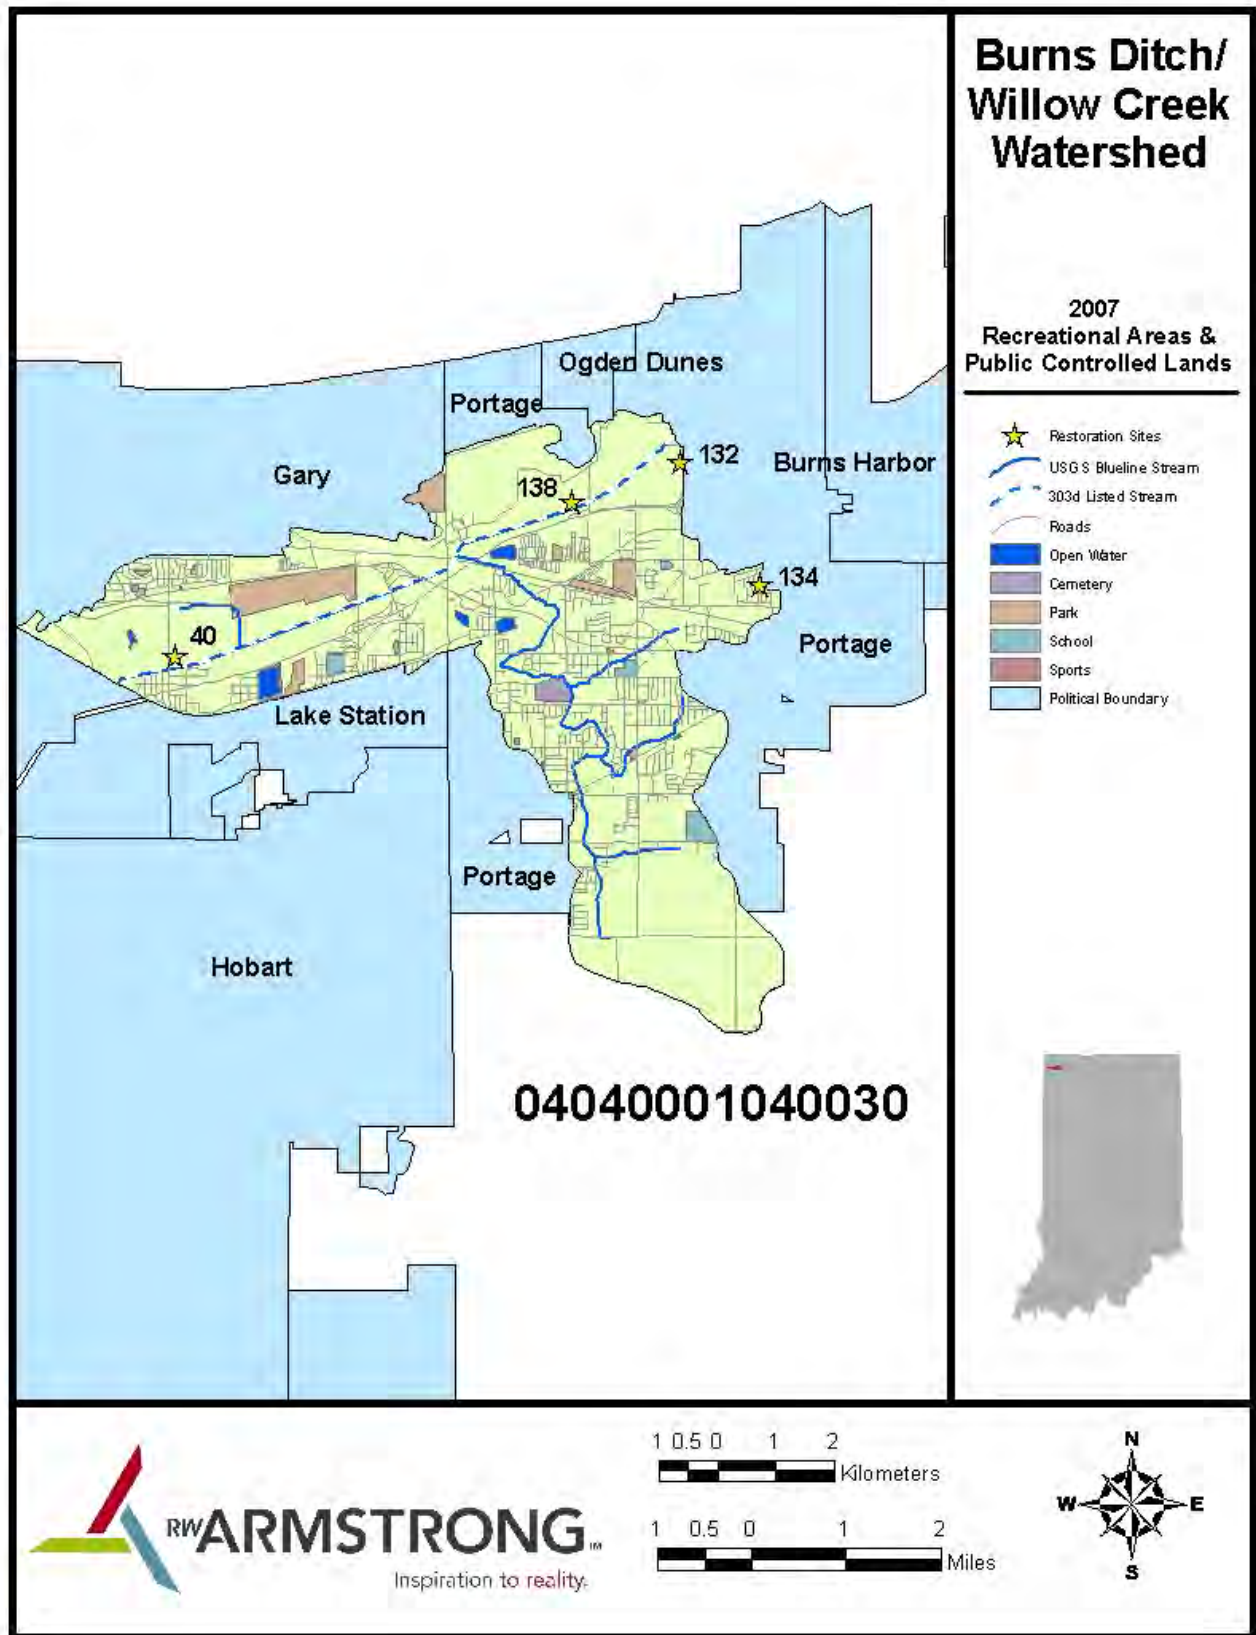 Burns Ditch/
Willow Creek
Watershed
2007
Recreational Areas &
Public Controlled Lands
Restoration Sites
USGS Blueline Stream
303d Listed Stream
Roads
Open Water
Cemetery
Park
School
Sports
Political Boundary
Ogden Dunes
Portage
Gary
132
Burns Harbor
138
134
40
Portage
Lake Station
Portage
Hobart
04040001040030
RWARMSTRONG™
Inspiration to reality.
1 0.5 0 1 2
Kilometers
1 0.5 0 1 2
Miles
N
W E
S